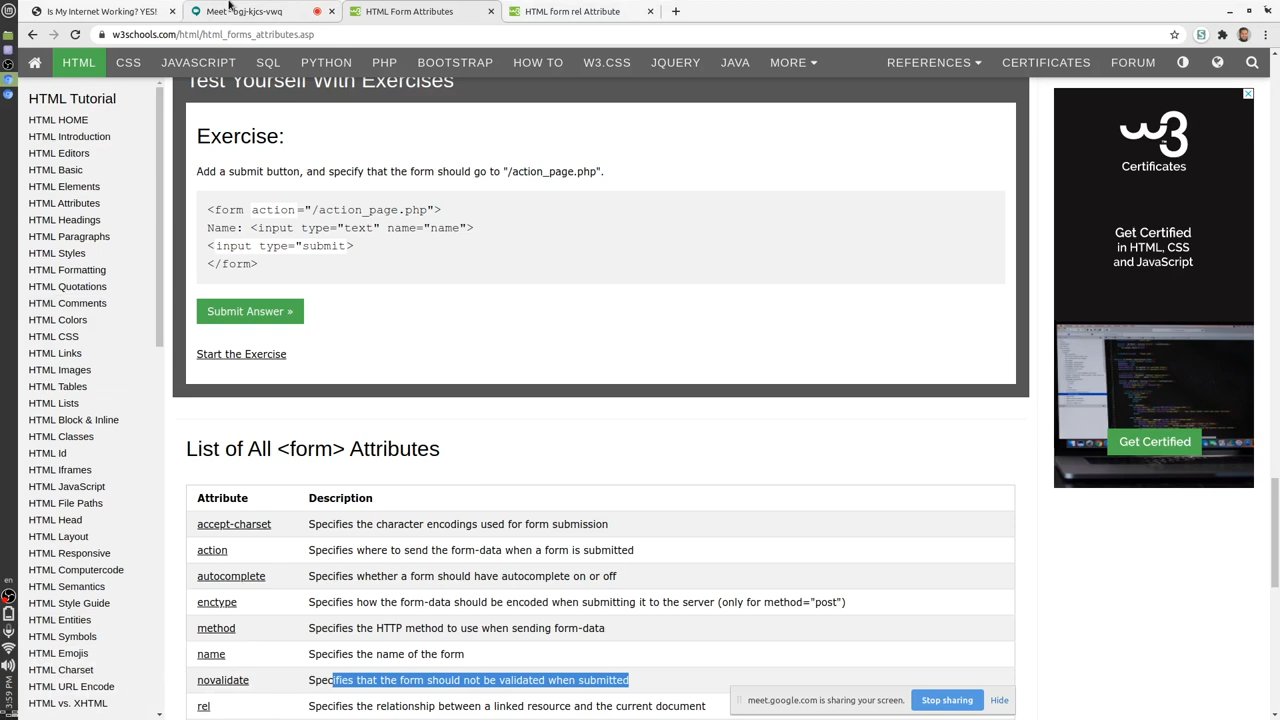 Is My Internet Working? YES!
Meet - bgj-kjcs-vwq
HTML Form Attributes
HTML form rel Attribute
w3schools.com/html/html_forms_attributes.asp
HTML CSS JAVASCRIPT SQL PYTHON PHP BOOTSTRAP HOW TO W3.CSS JQUERY JAVA MORE REFERENCES CERTIFICATES FORUM
HTML Tutorial
HTML HOME
HTML Introduction
HTML Editors
HTML Basic
HTML Elements
HTML Attributes
HTML Headings
HTML Paragraphs
HTML Styles
HTML Formatting
HTML Quotations
HTML Comments
HTML Colors
HTML CSS
HTML Links
HTML Images
HTML Tables
HTML Lists
HTML Block & Inline
HTML Classes
HTML Id
HTML Iframes
HTML JavaScript
HTML File Paths
HTML Head
HTML Layout
HTML Responsive
HTML Computercode
HTML Semantics
HTML Style Guide
HTML Entities
HTML Symbols
HTML Emojis
HTML Charset
HTML URL Encode
HTML vs. XHTML
Test Yourself With Exercises
Exercise:
Add a submit button, and specify that the form should go to "/action_page.php".
<form action="/action_page.php">
Name: <input type="text" name="name">
<input type="submit>
</form>
Submit Answer »
Start the Exercise
List of All <form> Attributes
Attribute Description
accept-charset Specifies the character encodings used for form submission
action Specifies where to send the form-data when a form is submitted
autocomplete Specifies whether a form should have autocomplete on or off
enctype Specifies how the form-data should be encoded when submitting it to the server (only for method="post")
method Specifies the HTTP method to use when sending form-data
name Specifies the name of the form
novalidate Specifies that the form should not be validated when submitted
rel Specifies the relationship between a linked resource and the current document
w3
Certificates
Get Certified
in HTML, CSS
and JavaScript
Get Certified
meet.google.com is sharing your screen. Stop sharing Hide
en
3:59 PM